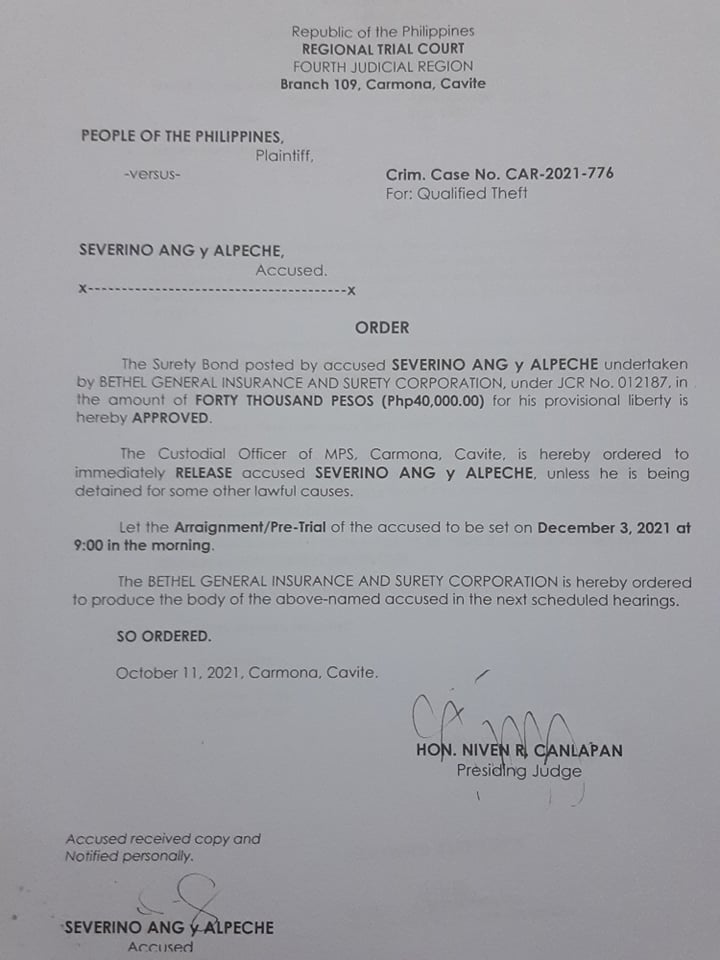 Republic of the Philippines
REGIONAL TRIAL COURT
FOURTH JUDICIAL REGION
Branch 109, Carmona, Cavite
PEOPLE OF THE PHILIPPINES,
Plaintiff,
-versus-
Crim. Case No. CAR-2021-776
For: Qualified Theft
SEVERINO ANG y ALPECHE,
Accused.
x---------------------------------------x
ORDER
The Surety Bond posted by accused SEVERINO ANG y ALPECHE undertaken
by BETHEL GENERAL INSURANCE AND SURETY CORPORATION, under JCR No. 012187, in
the amount of FORTY THOUSAND PESOS (Php40,000.00) for his provisional liberty is
hereby APPROVED.
The Custodial Officer of MPS, Carmona, Cavite, is hereby ordered to
immediately RELEASE accused SEVERINO ANG y ALPECHE, unless he is being
detained for some other lawful causes.
Let the Arraignment/Pre-Trial of the accused to be set on December 3, 2021 at
9:00 in the morning.
The BETHEL GENERAL INSURANCE AND SURETY CORPORATION is hereby ordered
to produce the body of the above-named accused in the next scheduled hearings.
SO ORDERED.
October 11, 2021, Carmona, Cavite.
HON. NIVEN R. CANLAPAN
Presiding Judge
Accused received copy and
Notified personally.
SEVERINO ANG y ALPECHE
Accused